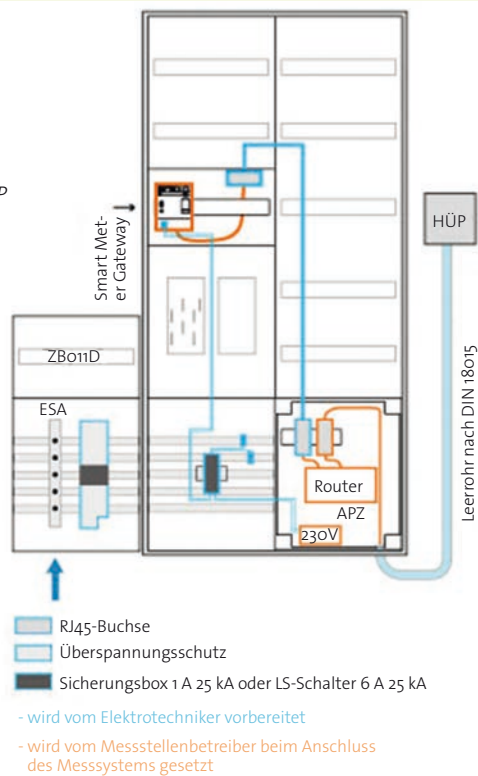 P
Smart Met-
er Gateway
HÜP
Leerrohr nach DIN 18015
ZB011D
ESA
Router
APZ
230V
RJ45-Buchse
Überspannungsschutz
Sicherungsbox 1 A 25 kA oder LS-Schalter 6 A 25 kA
- wird vom Elektrotechniker vorbereitet
- wird vom Messstellenbetreiber beim Anschluss
des Messsystems gesetzt